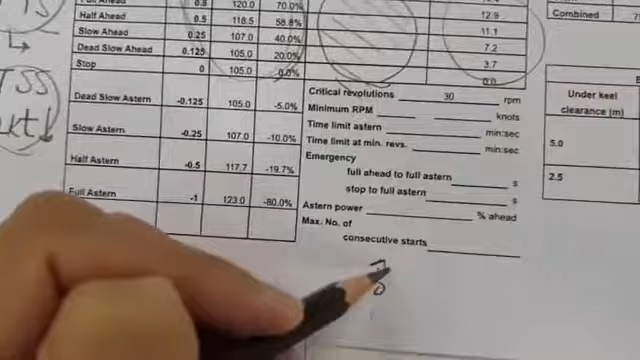 120.0 70.0%
Half Ahead 0.5 118.5 58.8% 12.9
Slow Ahead 0.25 107.0 40.0% 11.1
Dead Slow Ahead 0.125 105.0 20.0% 7.2
Stop 0 105.0 0.0% 3.7
0.0
Dead Slow Astern -0.125 105.0 -5.0%
Slow Astern -0.25 107.0 -10.0%
Half Astern -0.5 117.7 -19.7%
Full Astern -1 123.0 -80.0%
Critical revolutions 30 rpm
Minimum RPM knots
Time limit astern min:sec
Time limit at min. revs. min:sec
Emergency
full ahead to full astern s
stop to full astern s
Astern power % ahead
Max. No. of
consecutive starts
Combined
Under keel
clearance (m)
5.0
2.5